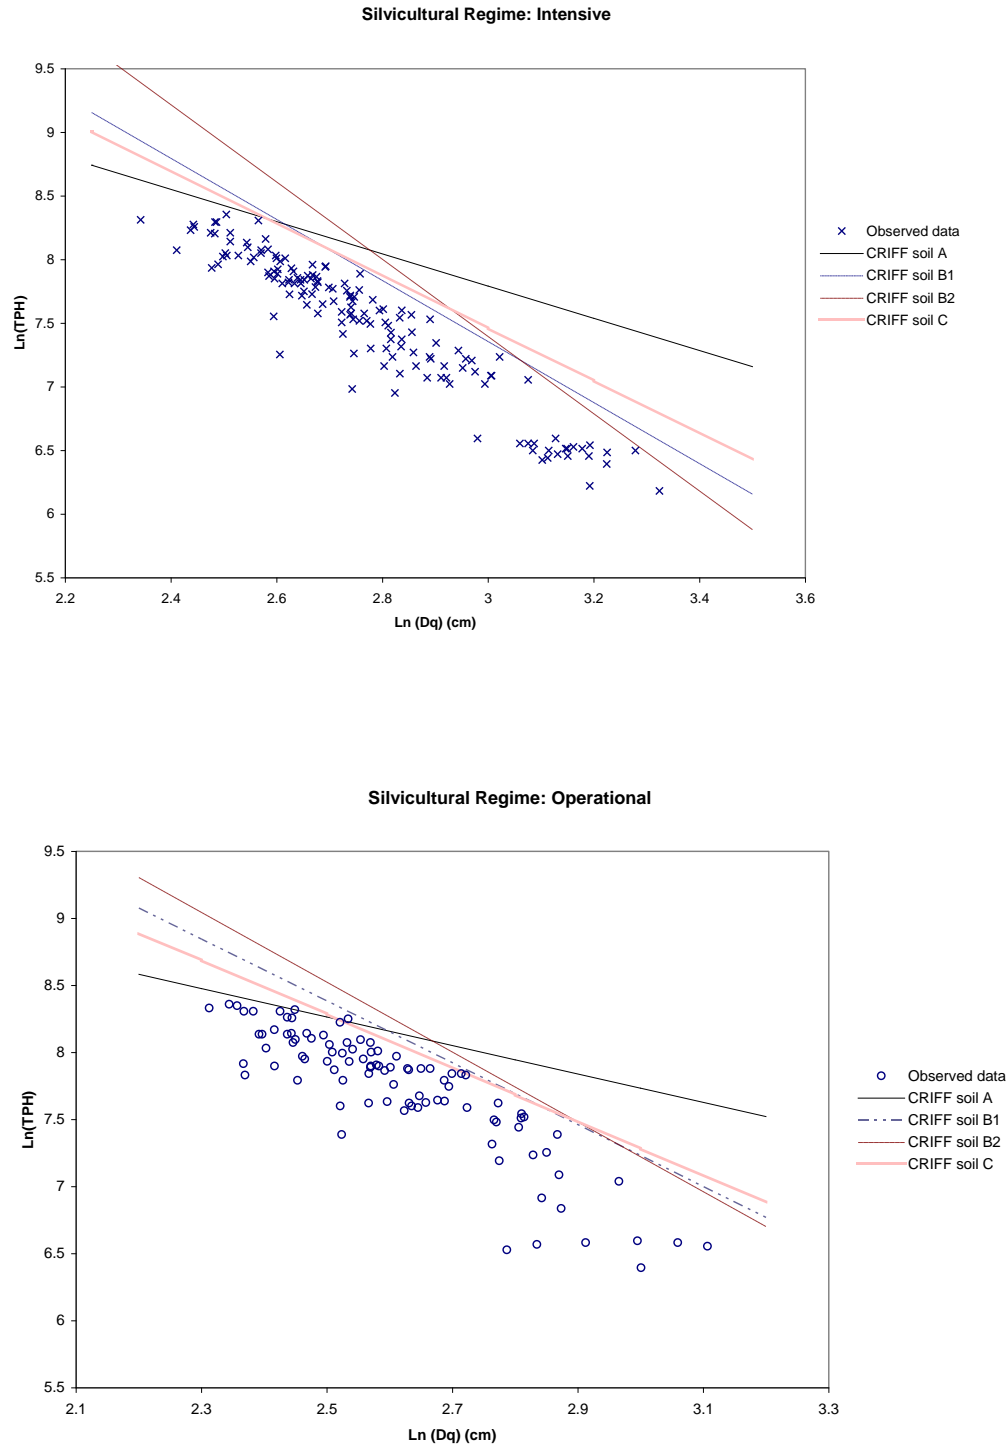 Silvicultural Regime: Intensive
9.5
9
8.5
8
7.5
7
6.5
6
5.5
Ln(TPH)
2.2 2.4 2.6 2.8 3 3.2 3.4 3.6
Ln (Dq) (cm)
Observed data
CRIFF soil A
CRIFF soil B1
CRIFF soil B2
CRIFF soil C
Silvicultural Regime: Operational
9.5
9
8.5
8
7.5
7
6.5
6
5.5
Ln(TPH)
2.1 2.3 2.5 2.7 2.9 3.1 3.3
Ln (Dq) (cm)
Observed data
CRIFF soil A
CRIFF soil B1
CRIFF soil B2
CRIFF soil C